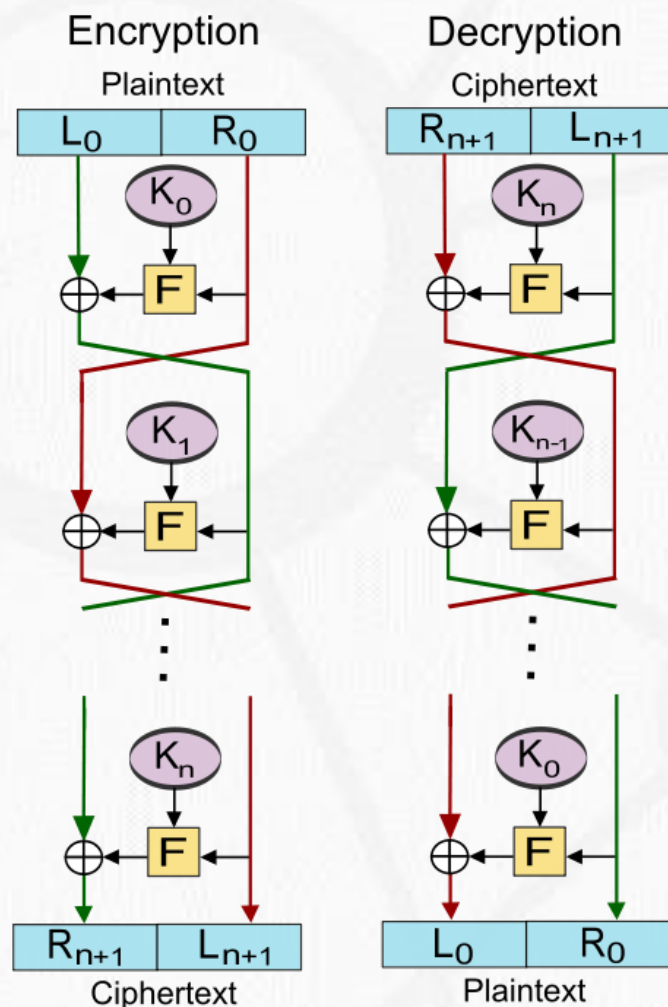 Encryption
Plaintext
L₀ R₀
K₀
F
K₁
F
Kₙ
F
Rₙ₊₁ Lₙ₊₁
Ciphertext
Decryption
Ciphertext
Rₙ₊₁ Lₙ₊₁
Kₙ
F
Kₙ₋₁
F
K₀
F
L₀ R₀
Plaintext